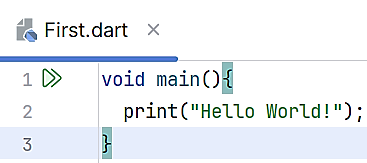 First.dart
1 void main(){
2   print("Hello World!");
3 }